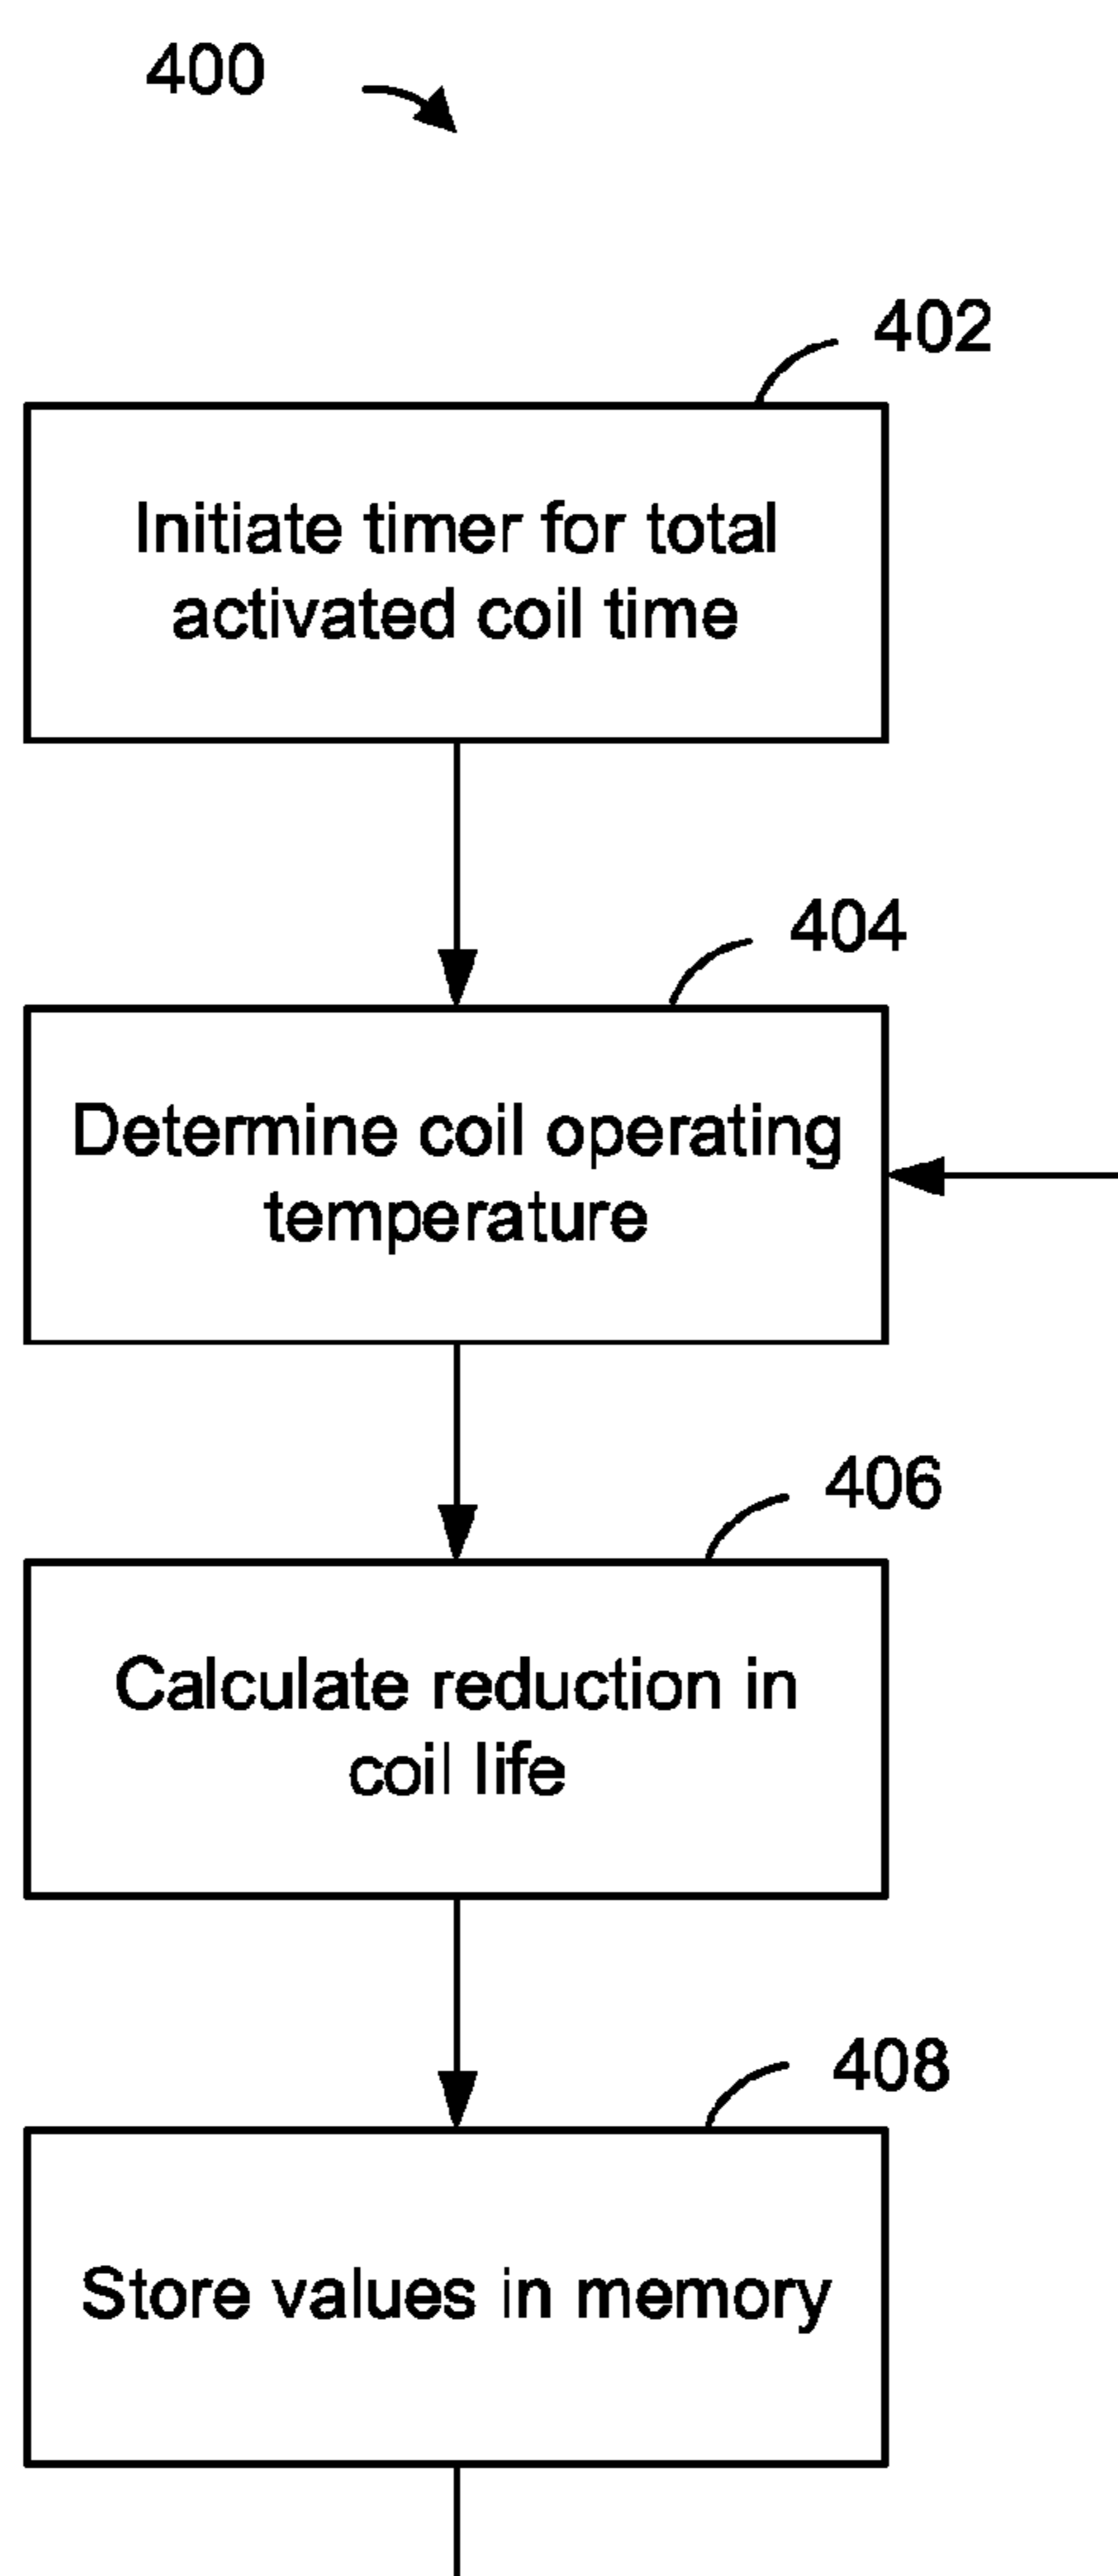 400
402
Initiate timer for total
activated coil time
404
Determine coil operating
temperature
406
Calculate reduction in
coil life
408
Store values in memory